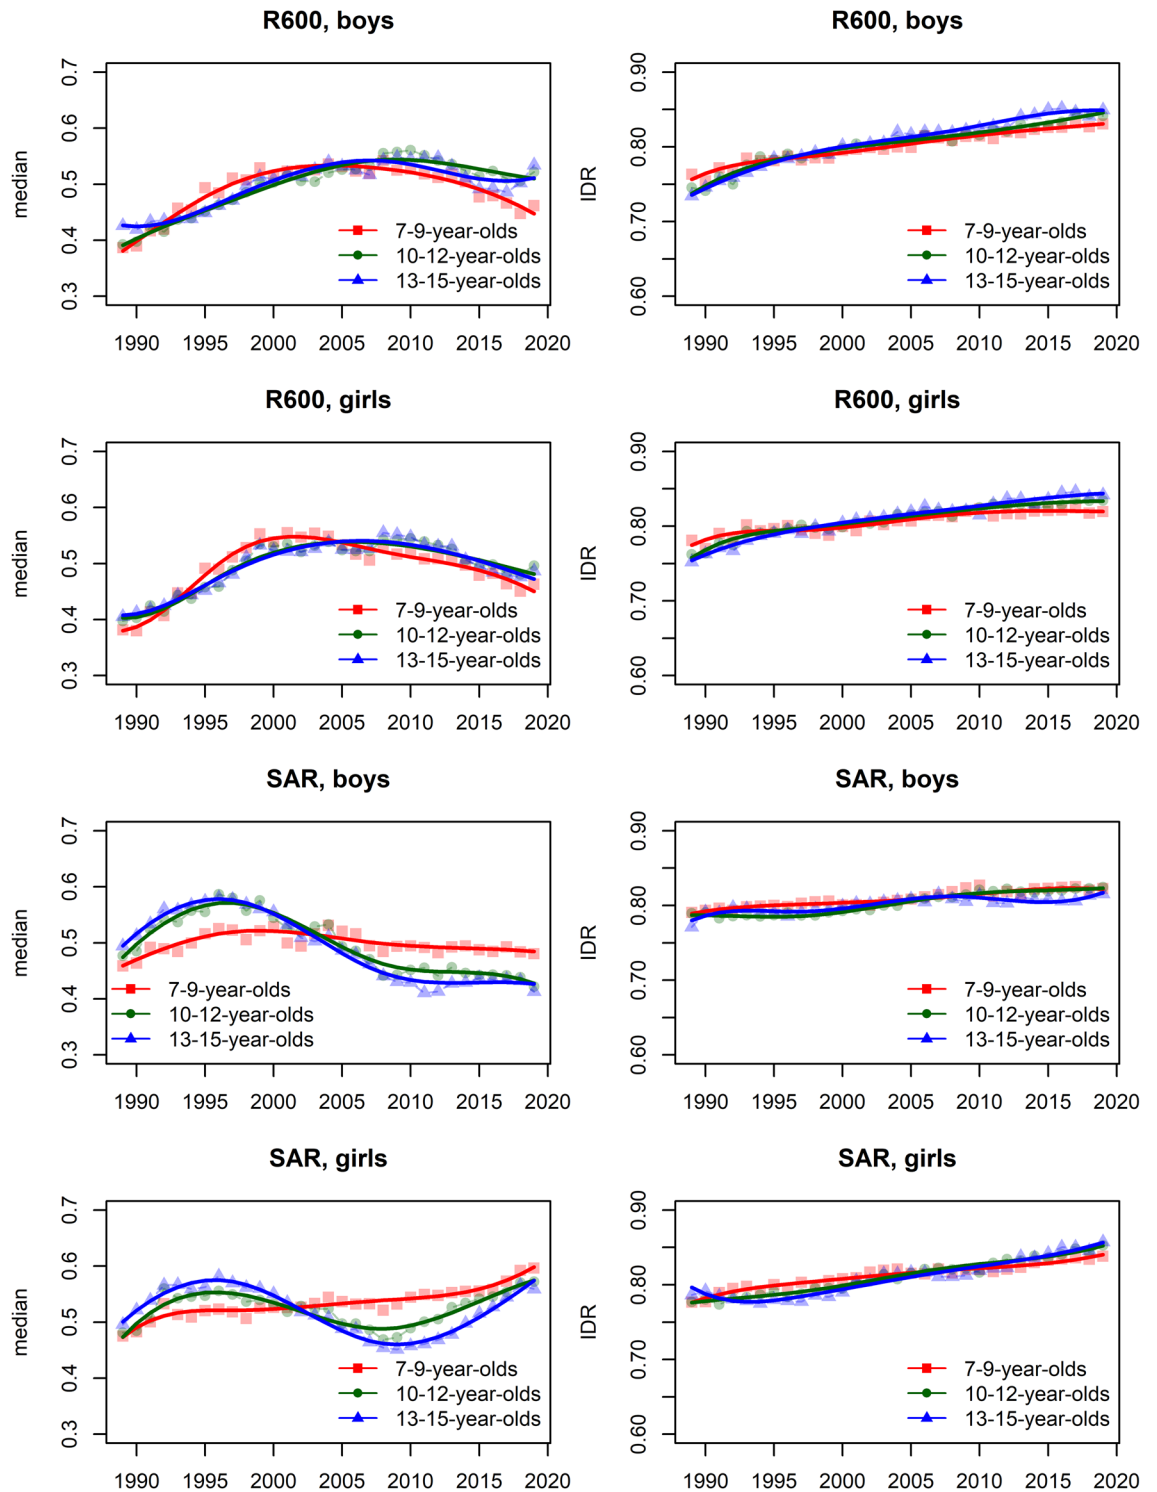 R600, boys
median
0.3 0.4 0.5 0.6 0.7
1990 1995 2000 2005 2010 2015 2020
7-9-year-olds
10-12-year-olds
13-15-year-olds
R600, boys
IDR
0.60 0.70 0.80 0.90
1990 1995 2000 2005 2010 2015 2020
7-9-year-olds
10-12-year-olds
13-15-year-olds
R600, girls
median
0.3 0.4 0.5 0.6 0.7
1990 1995 2000 2005 2010 2015 2020
7-9-year-olds
10-12-year-olds
13-15-year-olds
R600, girls
IDR
0.60 0.70 0.80 0.90
1990 1995 2000 2005 2010 2015 2020
7-9-year-olds
10-12-year-olds
13-15-year-olds
SAR, boys
median
0.3 0.4 0.5 0.6 0.7
1990 1995 2000 2005 2010 2015 2020
7-9-year-olds
10-12-year-olds
13-15-year-olds
SAR, boys
IDR
0.60 0.70 0.80 0.90
1990 1995 2000 2005 2010 2015 2020
7-9-year-olds
10-12-year-olds
13-15-year-olds
SAR, girls
median
0.3 0.4 0.5 0.6 0.7
1990 1995 2000 2005 2010 2015 2020
7-9-year-olds
10-12-year-olds
13-15-year-olds
SAR, girls
IDR
0.60 0.70 0.80 0.90
1990 1995 2000 2005 2010 2015 2020
7-9-year-olds
10-12-year-olds
13-15-year-olds